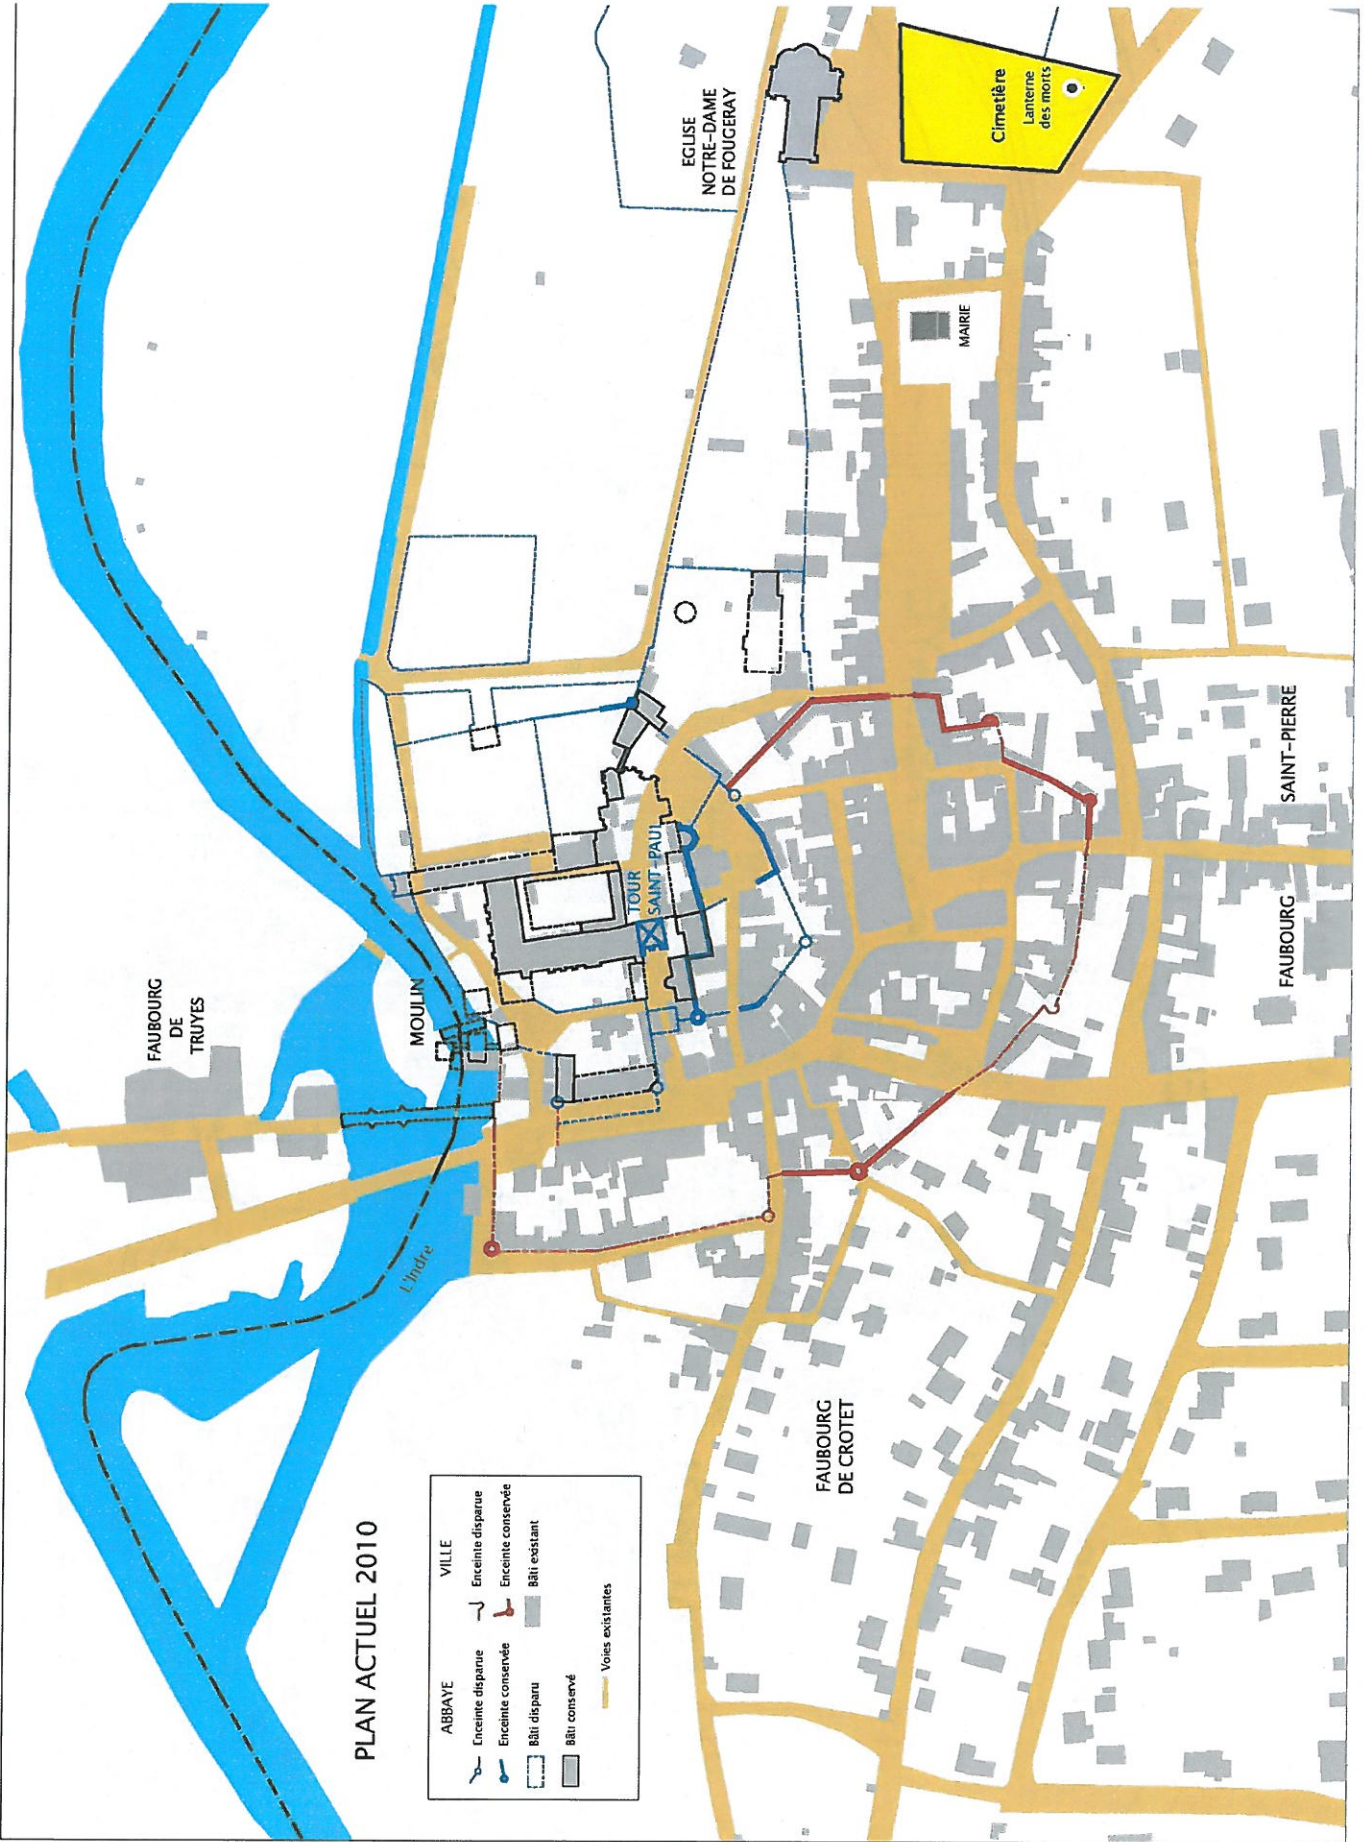 PLAN ACTUEL 2010
ABBAYE
Enceinte disparue
Enceinte conservée
Bâti disparu
Bâti conservé
VILLE
Enceinte disparue
Enceinte conservée
Bâti existant
Voies existantes
L'Indre
FAUBOURG
DE
TRUYES
MOULIN
TOUR
SAINT-PAUL
EGLISE
NOTRE-DAME
DE FOUGERAY
Cimetière
Lanterne
des morts
MAIRIE
FAUBOURG
DE CROTET
FAUBOURG SAINT-PIERRE